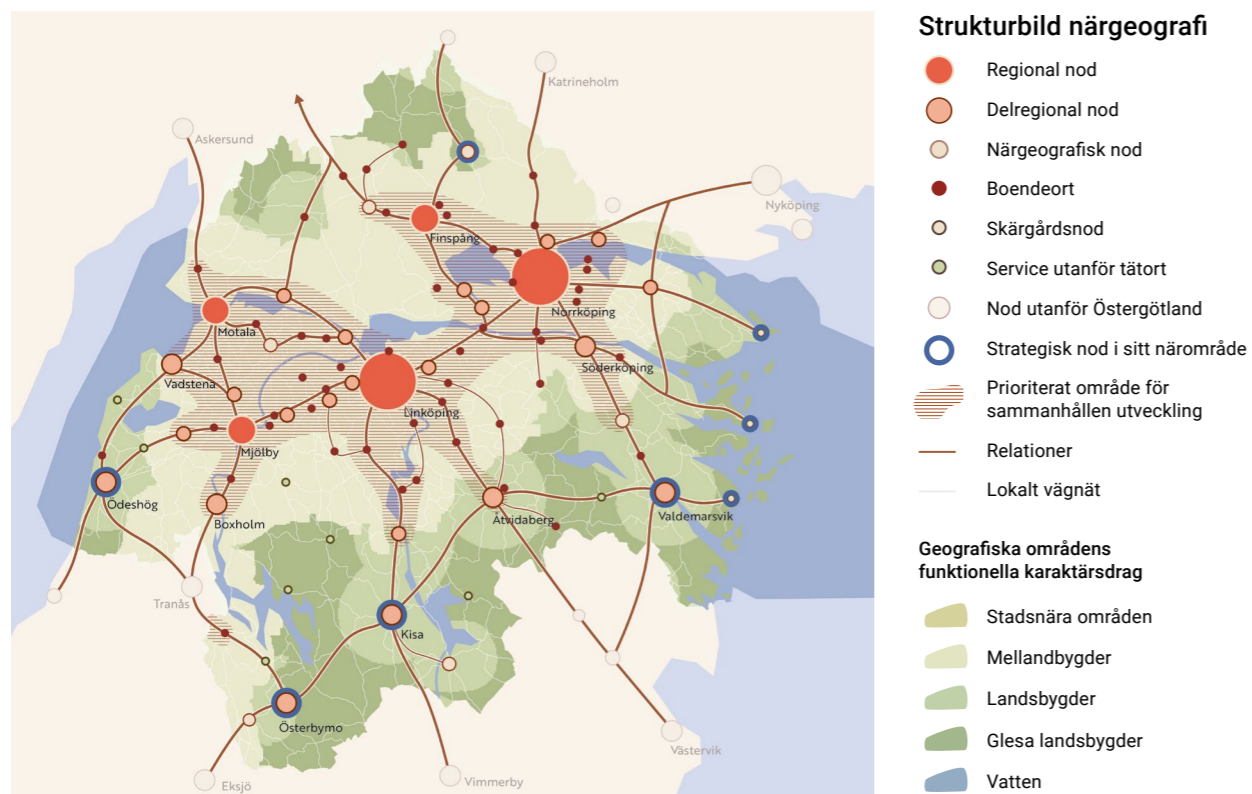 Katrineholm
Askersund
Nyköping
Finspång
Norrköping
Motala
Söderköping
Vadstena
Linköping
Mjölby
Ödeshög
Boxholm
Åtvidaberg
Valdemarsvik
Tranås
Kisa
Österbymo
Västervik
Eksjö
Vimmerby
Strukturbild närgeografi
Regional nod
Delregional nod
Närgeografisk nod
Boendeort
Skärgårdsnod
Service utanför tätort
Nod utanför Östergötland
Strategisk nod i sitt närområde
Prioriterat område för
sammanhållen utveckling
Relationer
Lokalt vägnät
Geografiska områdens
funktionella karaktärsdrag
Stadsnära områden
Mellandbygder
Landsbygder
Glesa landsbygder
Vatten